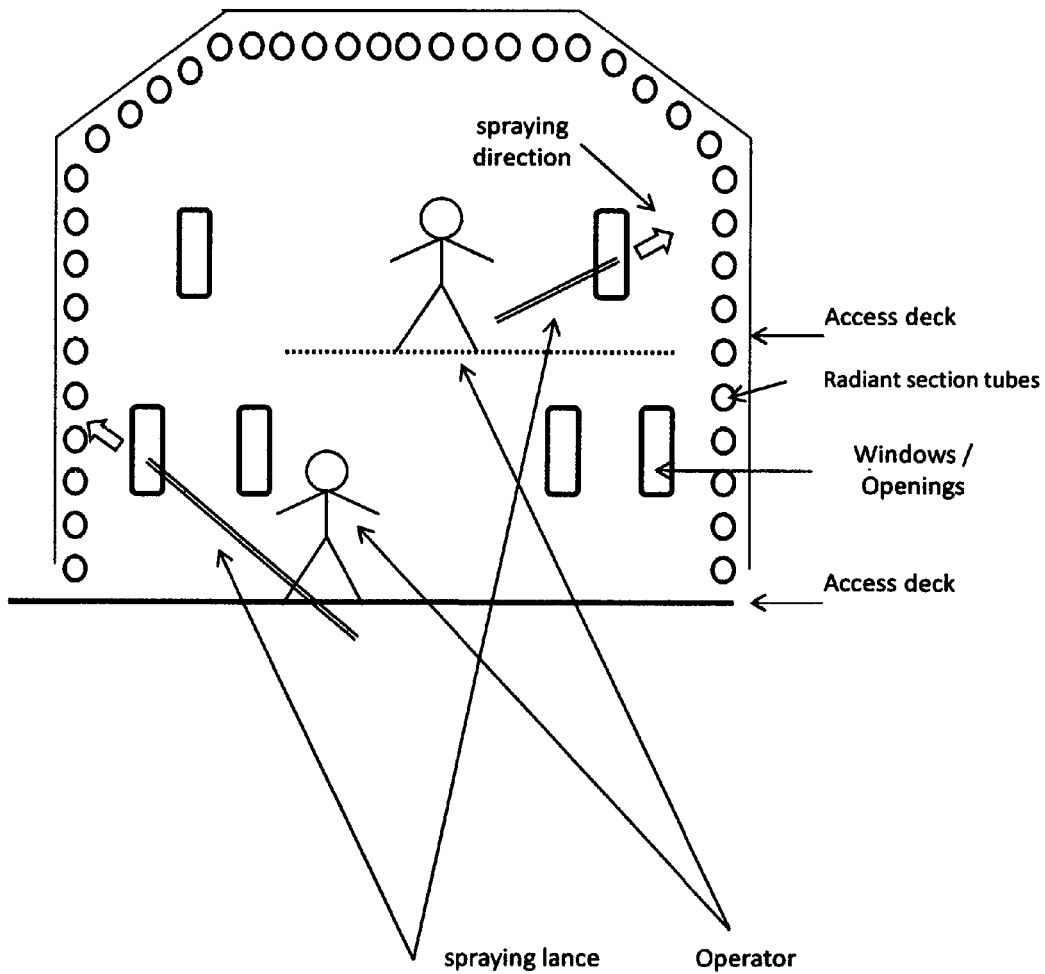 spraying
direction
Access deck
Radiant section tubes
Windows /
Openings
Access deck
spraying lance
Operator